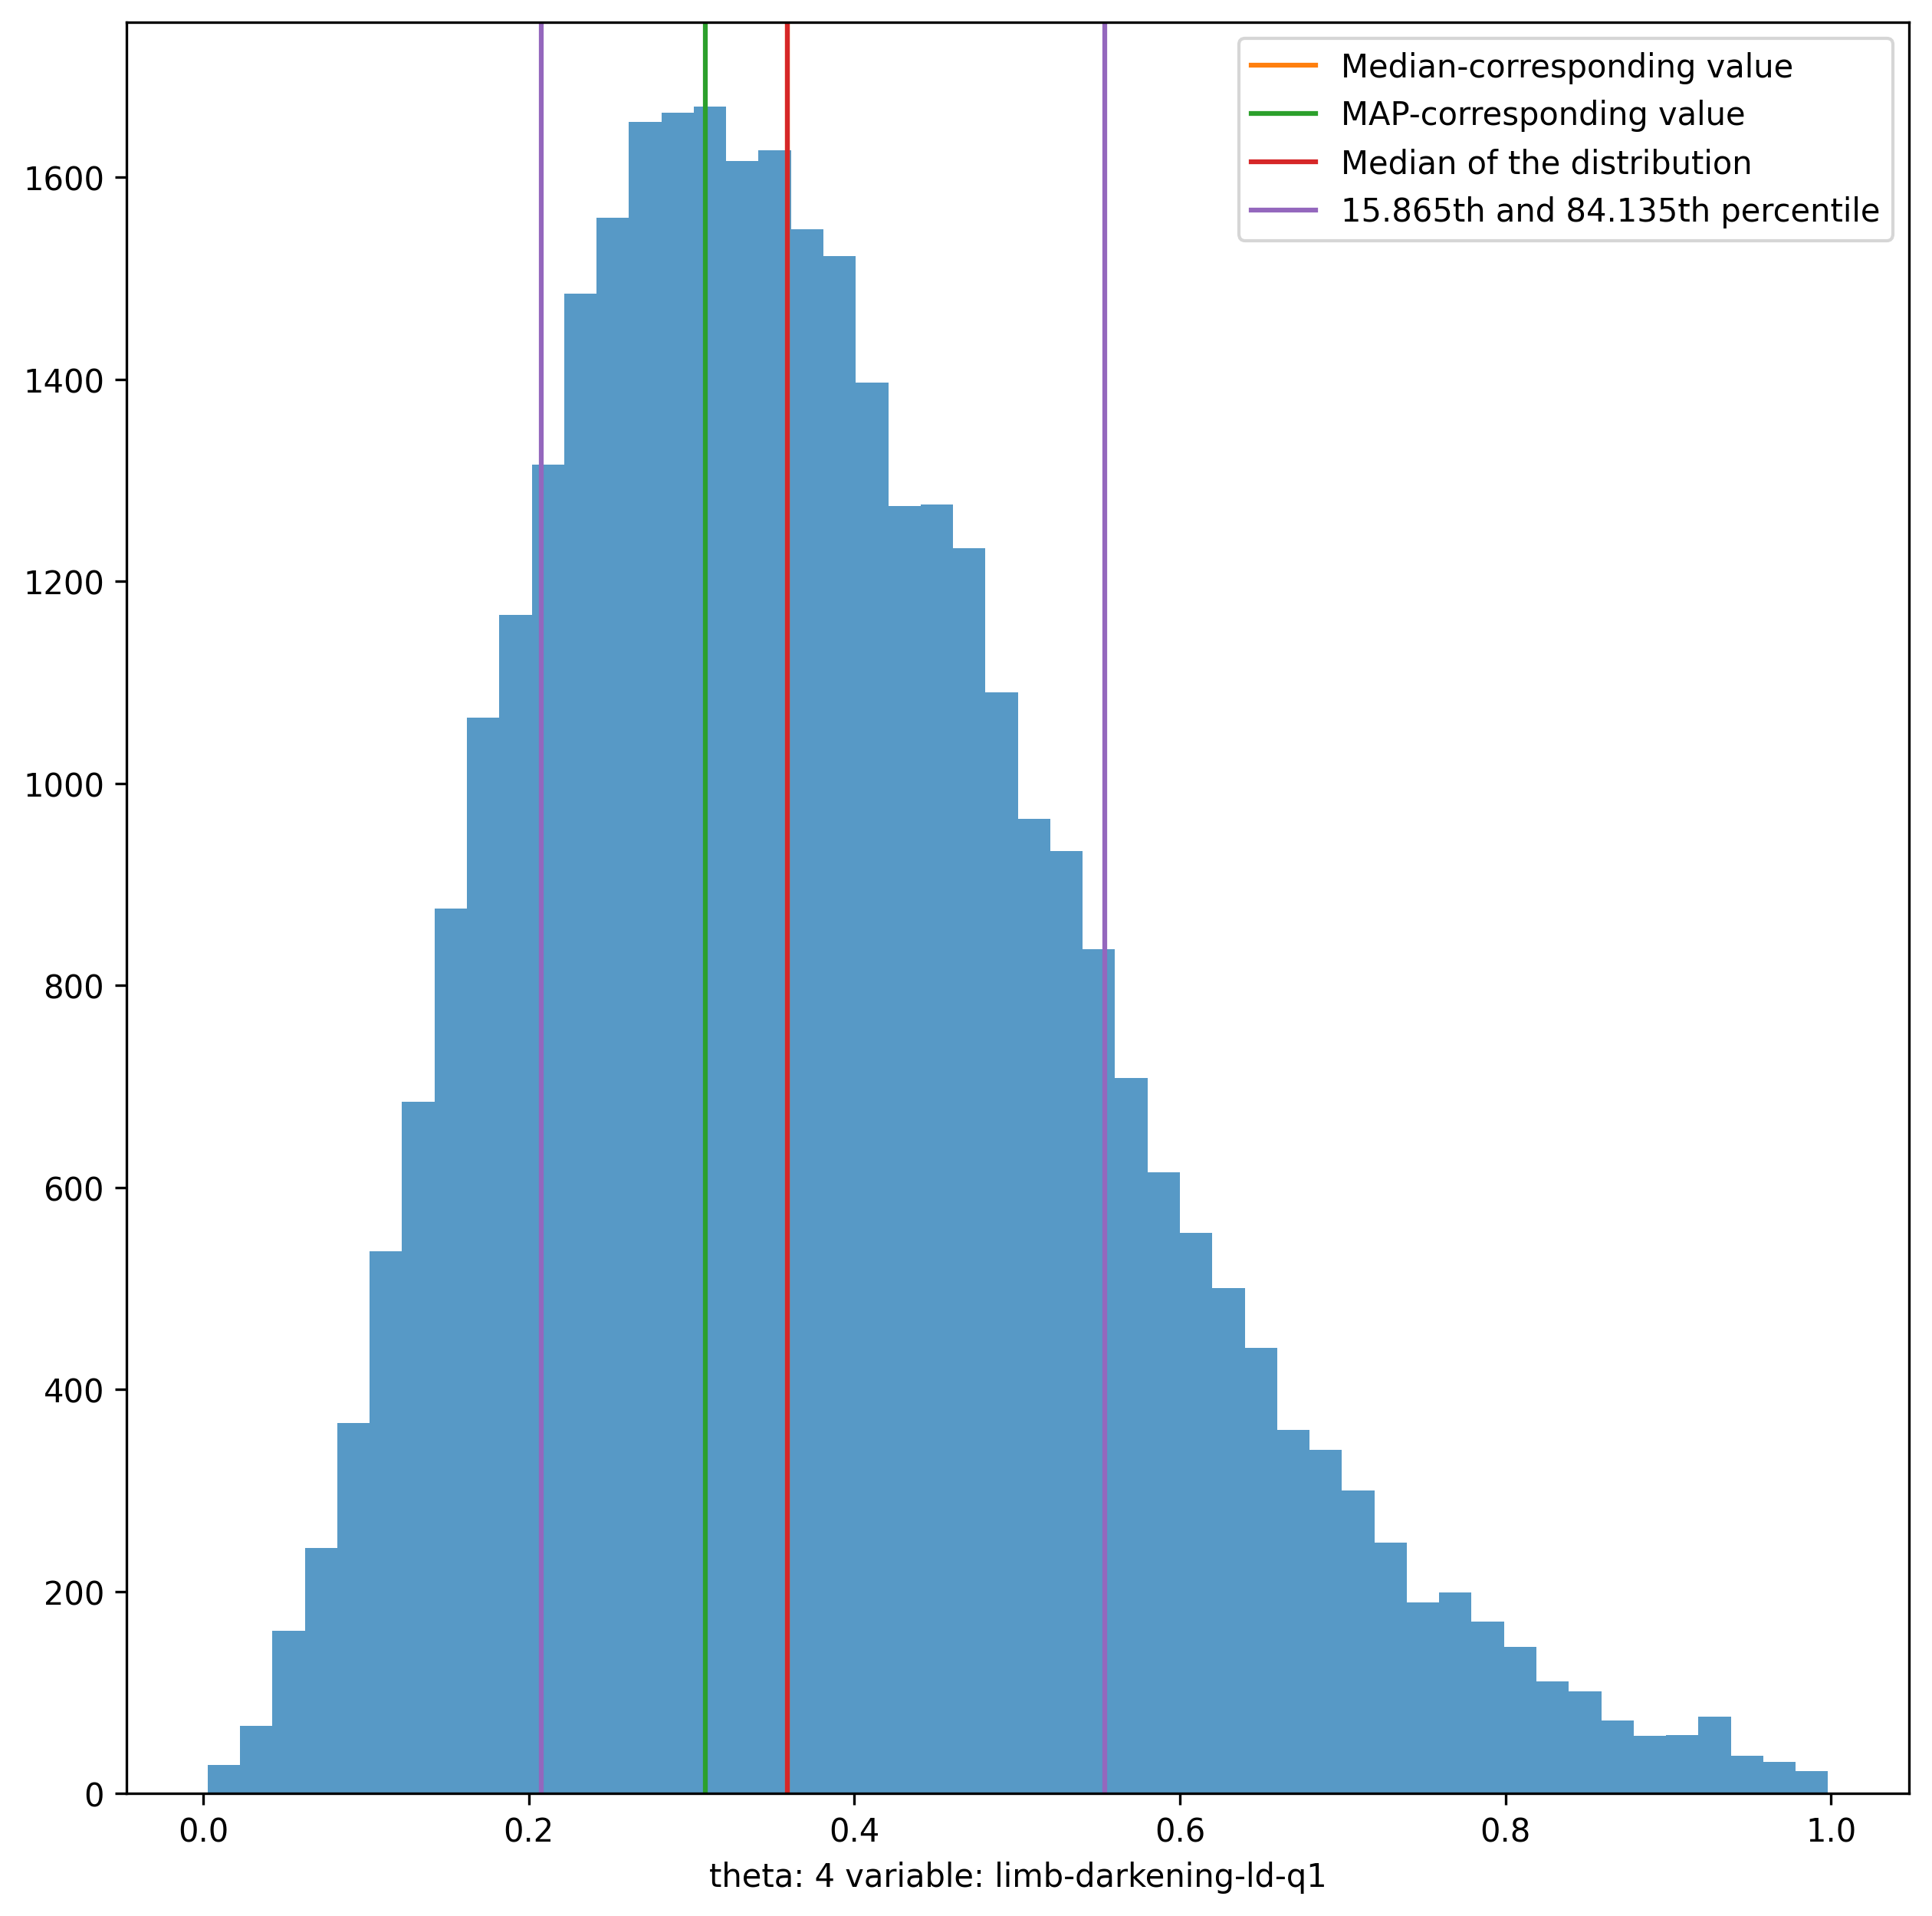 Median-corresponding value
MAP-corresponding value
Median of the distribution
15.865th and 84.135th percentile
1600
1400
1200
1000
800
600
400
200
0
0.0 0.2 0.4 0.6 0.8 1.0
theta: 4 variable: limb-darkening-ld-q1